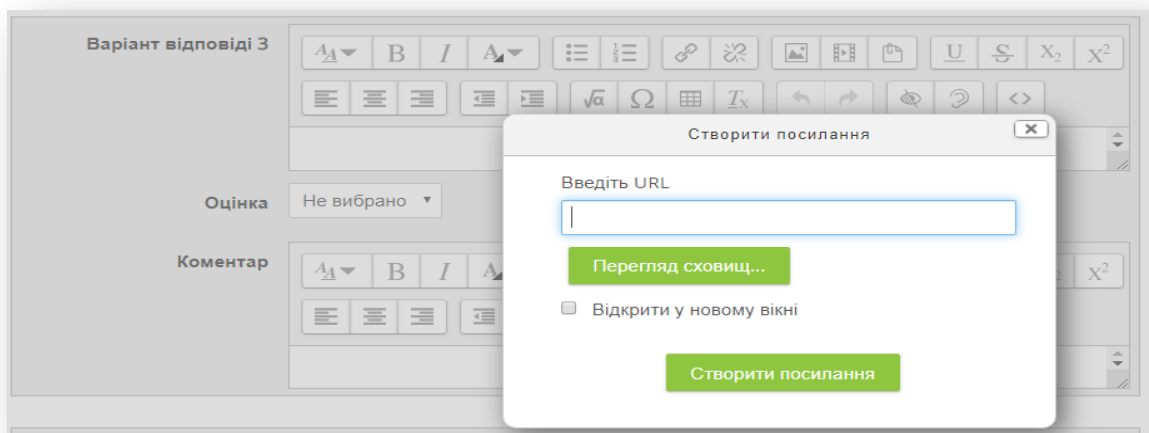 Варіант відповіді 3
Створити посилання
Введіть URL
Оцінка
Не вибрано
Перегляд сховищ...
Коментар
Відкрити у новому вікні
Створити посилання